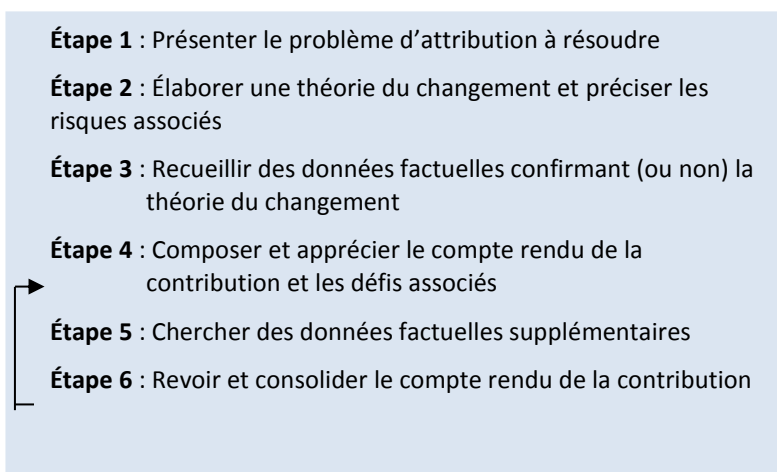 Étape 1 : Présenter le problème d’attribution à résoudre
Étape 2 : Élaborer une théorie du changement et préciser les
risques associés
Étape 3 : Recueillir des données factuelles confirmant (ou non) la
théorie du changement
Étape 4 : Composer et apprécier le compte rendu de la
contribution et les défis associés
Étape 5 : Chercher des données factuelles supplémentaires
Étape 6 : Revoir et consolider le compte rendu de la contribution